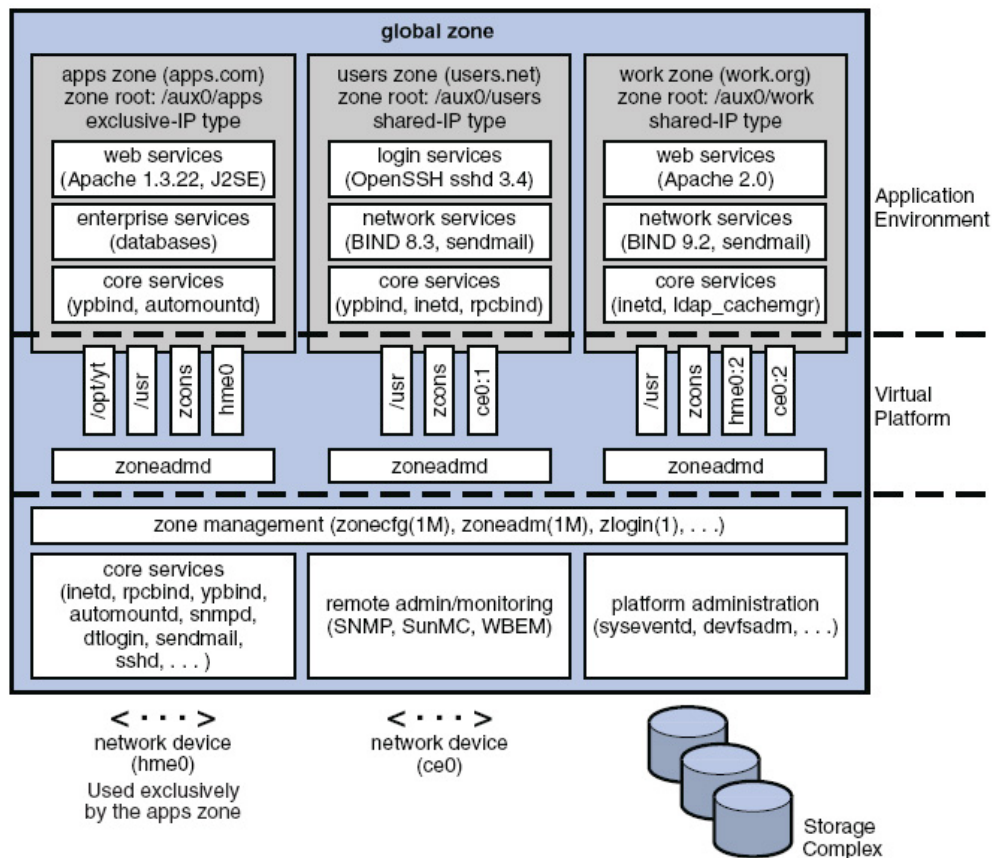 global zone
apps zone (apps.com)
zone root: /aux0/apps
exclusive-IP type
web services
(Apache 1.3.22, J2SE)
enterprise services
(databases)
core services
(ypbind, automountd)
users zone (users.net)
zone root: /aux0/users
shared-IP type
login services
(OpenSSH sshd 3.4)
network services
(BIND 8.3, sendmail)
core services
(ypbind, inetd, rpcbind)
work zone (work.org)
zone root: /aux0/work
shared-IP type
web services
(Apache 2.0)
network services
(BIND 9.2, sendmail)
core services
(inetd, ldap_cachemgr)
Application
Environment
/opt/yt
/usr
zcons
hme0
zoneadmd
/usr
zcons
ce0:1
zoneadmd
/usr
zcons
hme0:2
ce0:2
zoneadmd
Virtual
Platform
zone management (zonecfg(1M), zoneadm(1M), zlogin(1), . . .)
core services
(inetd, rpcbind, ypbind,
automountd, snmpd,
dtlogin, sendmail,
sshd, . . . )
remote admin/monitoring
(SNMP, SunMC, WBEM)
platform administration
(syseventd, devfsadm, . . .)
<···>
network device
(hme0)
Used exclusively
by the apps zone
<···>
network device
(ce0)
Storage
Complex